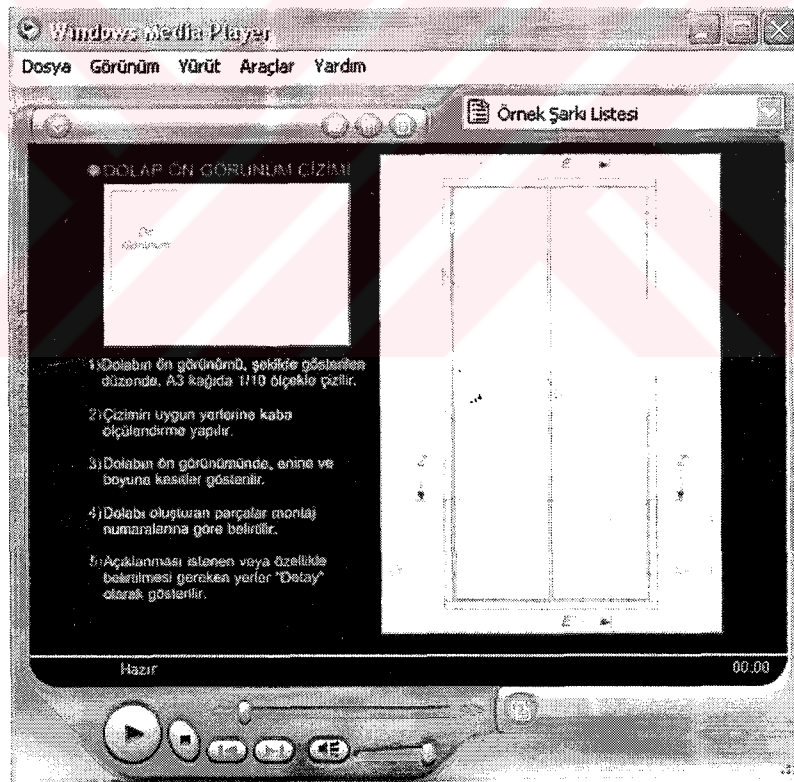 Windows Media Player
Dosya Görünüm Yürüt Araçlar Yardım
Örnek Şarkı Listesi
DOLAP ÖN GÖRÜNÜM ÇİZİMİ
Ön
Görünüm
1) Dolabın ön görünümü, şekilde gösterilen
düzende, A3 kağıda 1/10 ölçekle çizilir.
2) Çizimin uygun yerlerine kaba
ölçülendirme yapılır.
3) Dolabın ön görünümünde, enine ve
boyuna kesitler gösterilir.
4) Dolabı oluşturan parçalar montaj
numaralarına göre belirtilir.
5) Açıklanması istenen veya özellikle
belirtilmesi gereken yerler "Detay"
olarak gösterilir.
E
E
Hazır
00:00